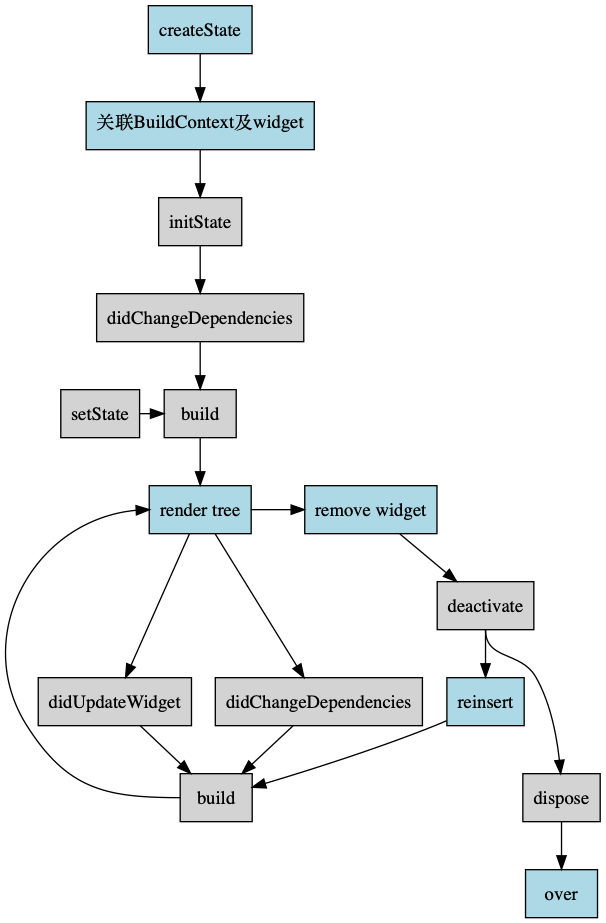 createState
关联BuildContext及widget
initState
didChangeDependencies
setState
build
render tree
remove widget
deactivate
didUpdateWidget
didChangeDependencies
reinsert
build
dispose
over